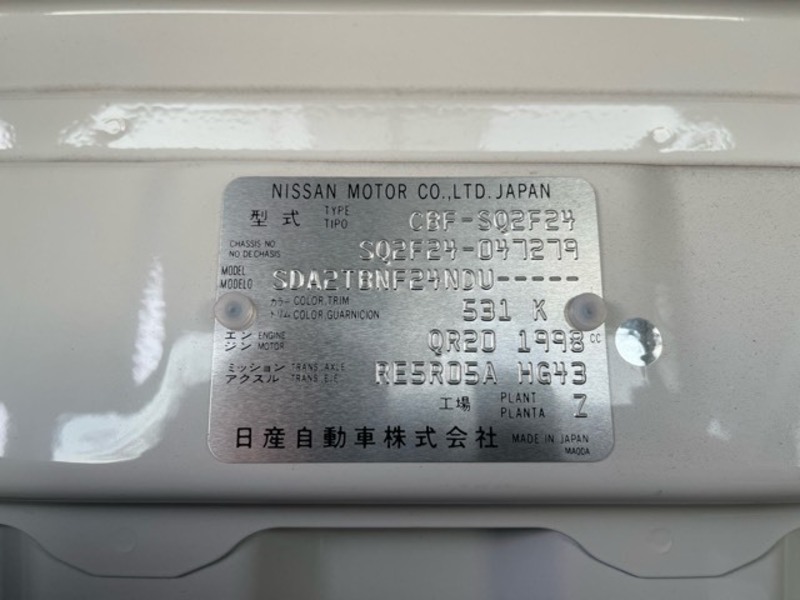 NISSAN MOTOR CO.,LTD. JAPAN
型式 TYPE TIPO CBF-SQ2F24
CHASSIS NO NO DE CHASSIS SQ2F24-047279
MODEL MODELO SDA2TBNF24NDU-----
カラー COLOR,TRIM
トリム COLOR,GUARNICION 531 K
エンジン ENGINE MOTOR QR20 1998 CC
ミッション TRANS.AXLE
アクスル TRANS.EJE RE5R05A HG43
工場 PLANT PLANTA Z
日産自動車株式会社 MADE IN JAPAN
MA0DA